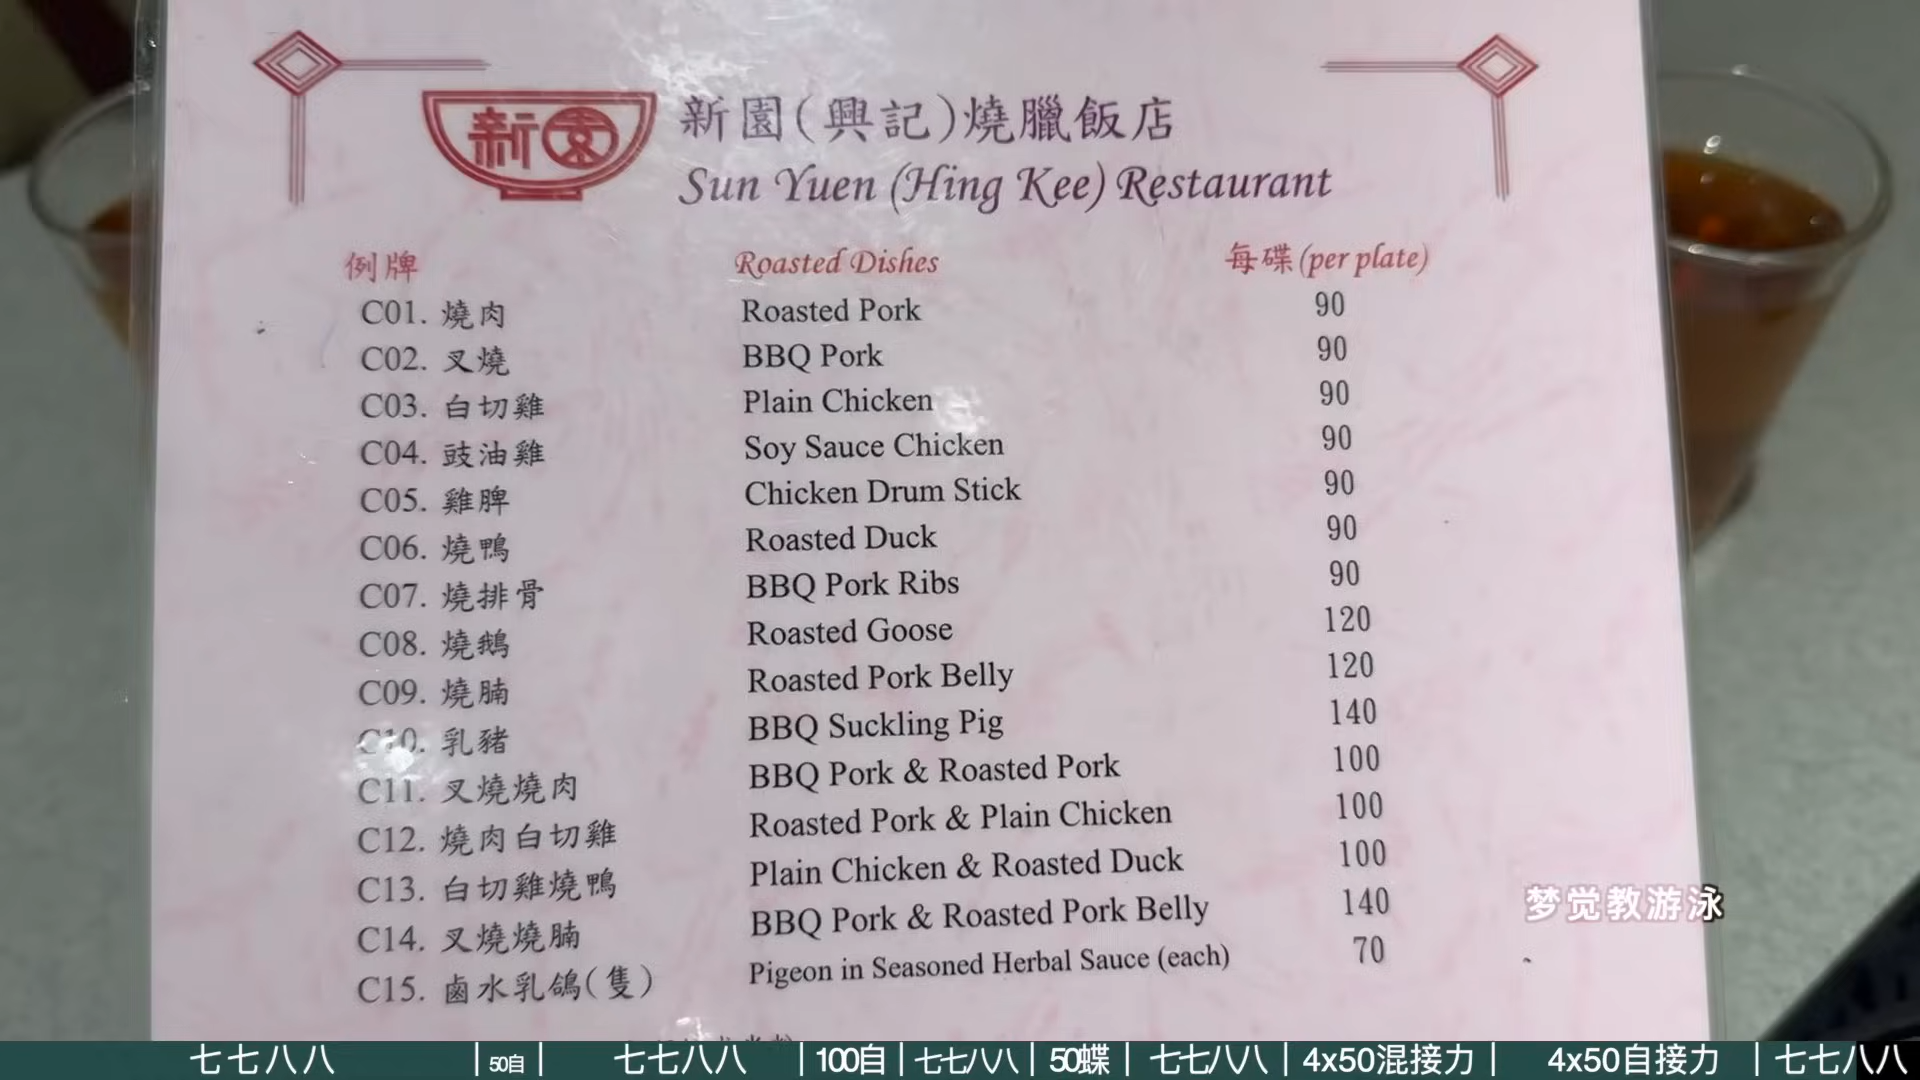 新園
新園(興記)燒臘飯店
Sun Yuen (Hing Kee) Restaurant
例牌 Roasted Dishes 每碟 (per plate)
C01. 燒肉 Roasted Pork 90
C02. 叉燒 BBQ Pork 90
C03. 白切雞 Plain Chicken 90
C04. 豉油雞 Soy Sauce Chicken 90
C05. 雞脾 Chicken Drum Stick 90
C06. 燒鴨 Roasted Duck 90
C07. 燒排骨 BBQ Pork Ribs 90
C08. 燒鵝 Roasted Goose 120
C09. 燒腩 Roasted Pork Belly 120
C10. 乳豬 BBQ Suckling Pig 140
C11. 叉燒燒肉 BBQ Pork & Roasted Pork 100
C12. 燒肉白切雞 Roasted Pork & Plain Chicken 100
C13. 白切雞燒鴨 Plain Chicken & Roasted Duck 100
C14. 叉燒燒腩 BBQ Pork & Roasted Pork Belly 140
C15. 鹵水乳鴿(隻) Pigeon in Seasoned Herbal Sauce (each) 70
梦觉教游泳
七七八八 | 50自 | 七七八八 | 100自 | 七七八八 | 50蝶 | 七七八八 | 4x50混接力 | 4x50自接力 | 七七八八